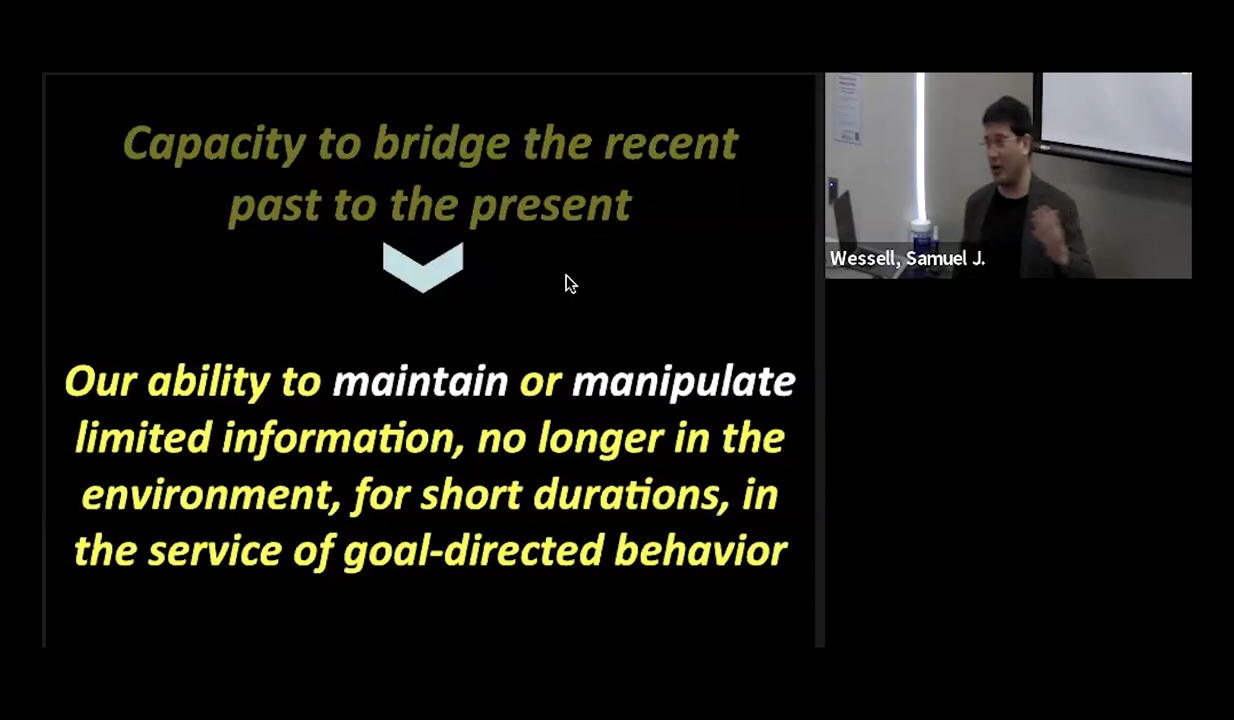 Capacity to bridge the recent
past to the present
Our ability to maintain or manipulate
limited information, no longer in the
environment, for short durations, in
the service of goal-directed behavior
Wessell, Samuel J.